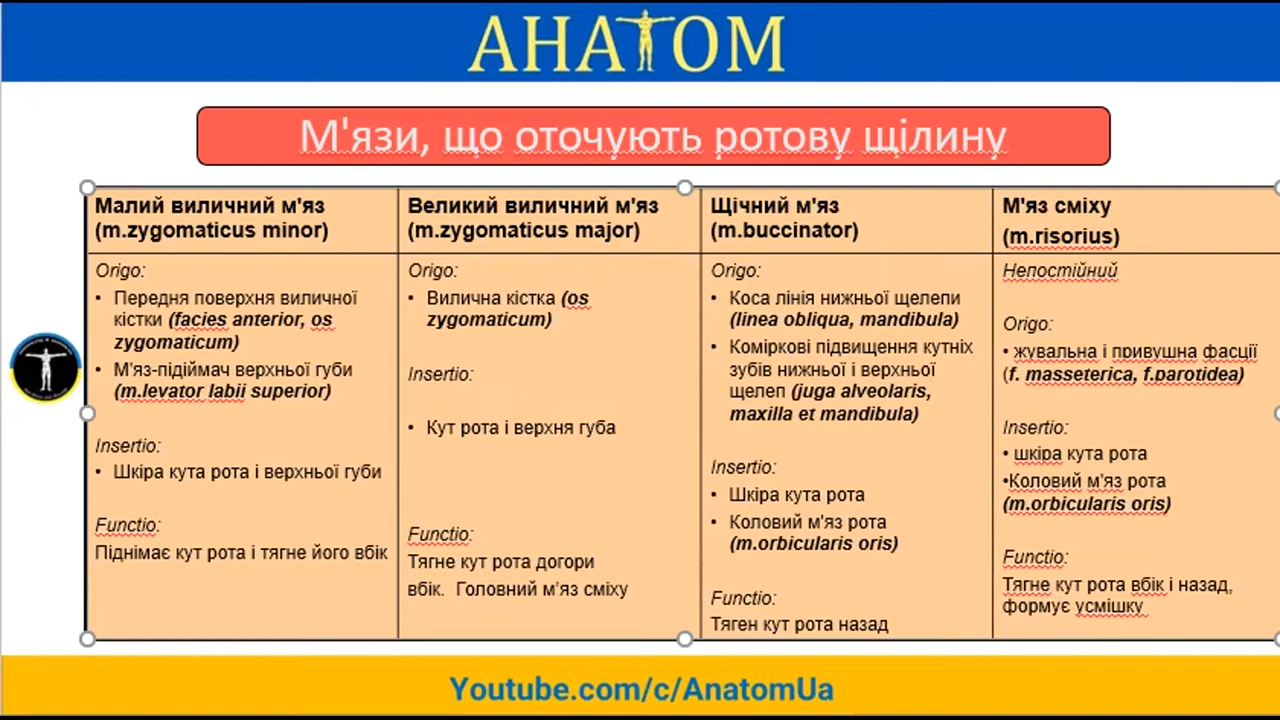 АНАТОМ
М'язи, що оточують ротову щілину
Малий виличний м'яз
(m.zygomaticus minor)
Origo:
• Передня поверхня виличної
кістки (facies anterior, os
zygomaticum)
• М'яз-підіймач верхньої губи
(m.levator labii superior)
Insertio:
• Шкіра кута рота і верхньої губи
Functio:
Піднімає кут рота і тягне його вбік
Великий виличний м'яз
(m.zygomaticus major)
Origo:
• Вилична кістка (os
zygomaticum)
Insertio:
• Кут рота і верхня губа
Functio:
Тягне кут рота догори
вбік. Головний м'яз сміху
Щічний м'яз
(m.buccinator)
Origo:
• Коса лінія нижньої щелепи
(linea obliqua, mandibula)
• Коміркові підвищення кутніх
зубів нижньої і верхньої
щелеп (juga alveolaris,
maxilla et mandibula)
Insertio:
• Шкіра кута рота
• Коловий м'яз рота
(m.orbicularis oris)
Functio:
Тяген кут рота назад
М'яз сміху
(m.risorius)
Непостійний
Origo:
• жувальна і привушна фасції
(f. masseterica, f.parotidea)
Insertio:
• шкіра кута рота
•Коловий м'яз рота
(m.orbicularis oris)
Functio:
Тягне кут рота вбік і назад,
формує усмішку
Youtube.com/c/AnatomUa